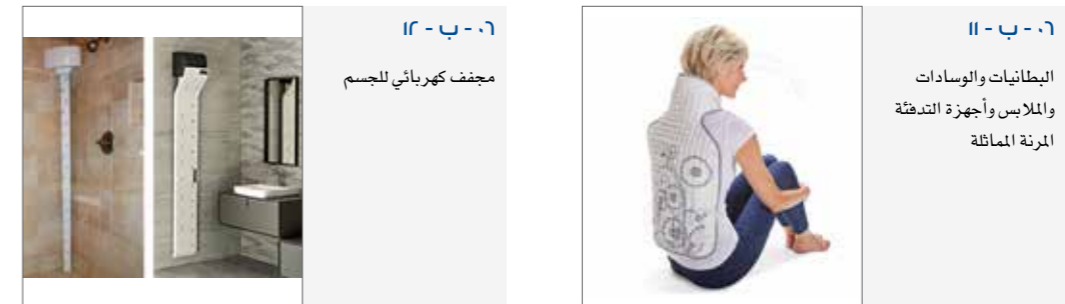 ٠٦ - ب - ١١
البطانيات والوسادات
والملابس وأجهزة التدفئة
المرنة المماثلة
٠٦ - ب - ١٢
مجفف كهربائي للجسم